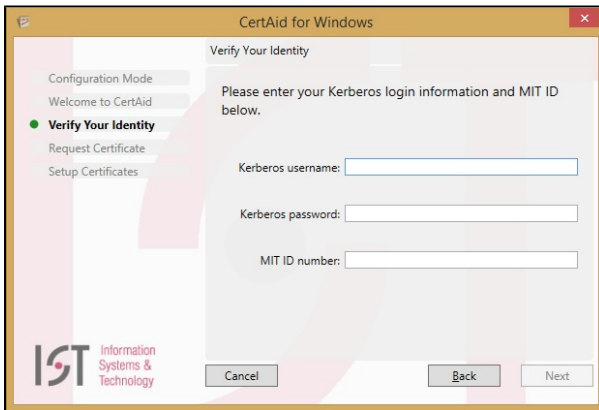 CertAid for Windows
Verify Your Identity
Configuration Mode
Welcome to CertAid
Verify Your Identity
Request Certificate
Setup Certificates
Please enter your Kerberos login information and MIT ID
below.
Kerberos username:
Kerberos password:
MIT ID number:
IST Information
Systems &
Technology
Cancel
Back
Next